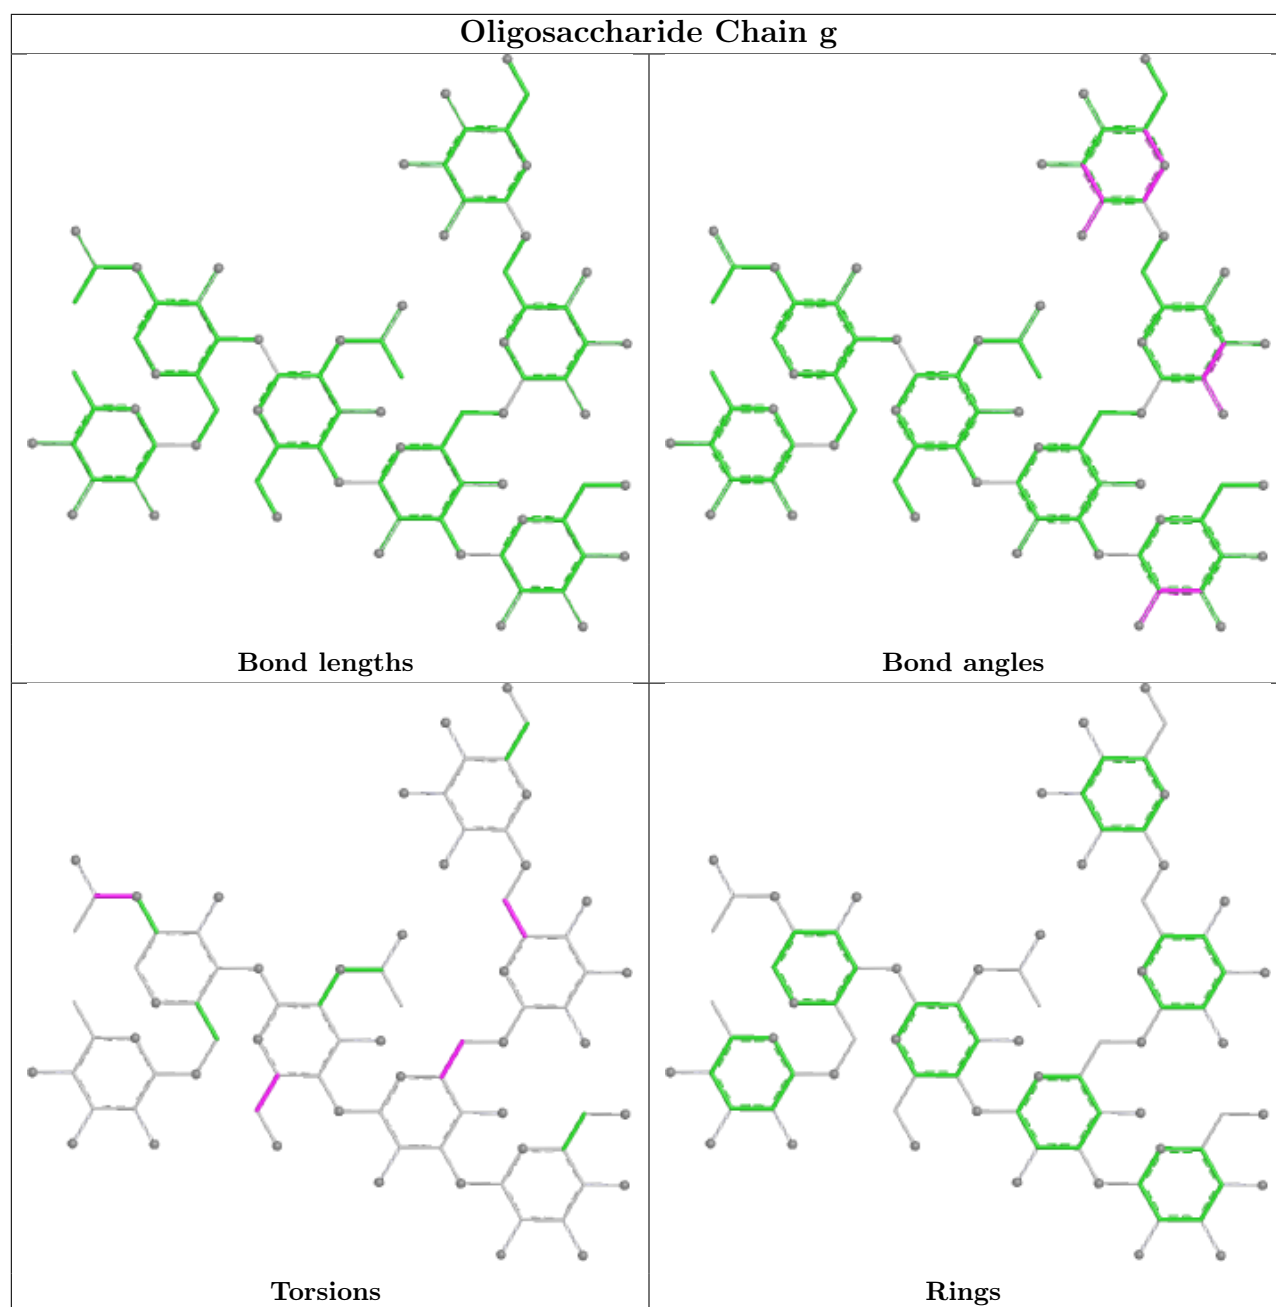 Oligosaccharide Chain g
Bond lengths
Bond angles
Torsions
Rings